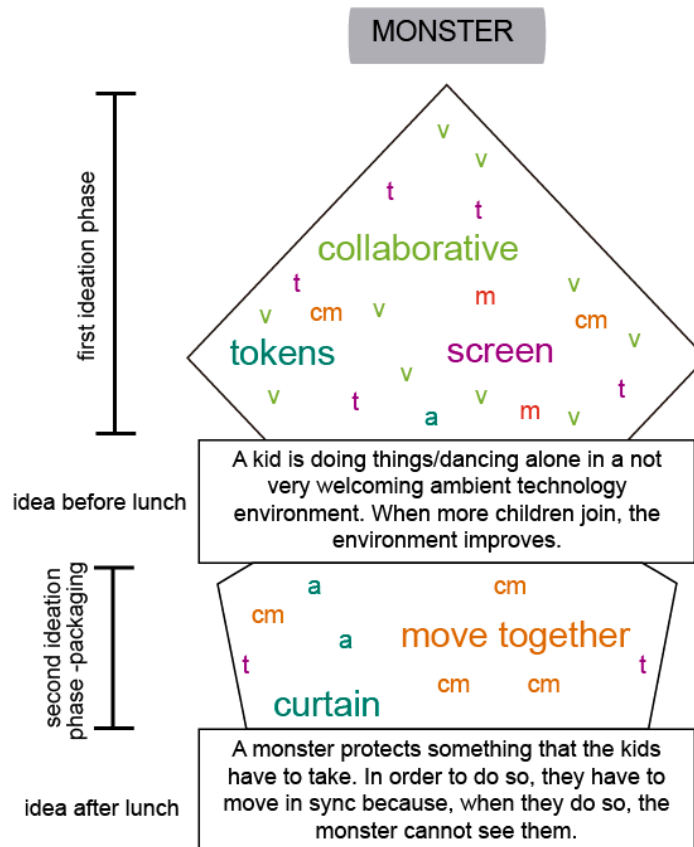 MONSTER
first ideation phase
v
v
t
t
collaborative
t
m
v
v
cm
v
cm
tokens
screen
v
v
t
v
t
v
a
m
v
idea before lunch
A kid is doing things/dancing alone in a not
very welcoming ambient technology
environment. When more children join, the
environment improves.
second ideation
phase -packaging
a
cm
cm
a
move together
t
t
cm
cm
curtain
idea after lunch
A monster protects something that the kids
have to take. In order to do so, they have to
move in sync because, when they do so, the
monster cannot see them.